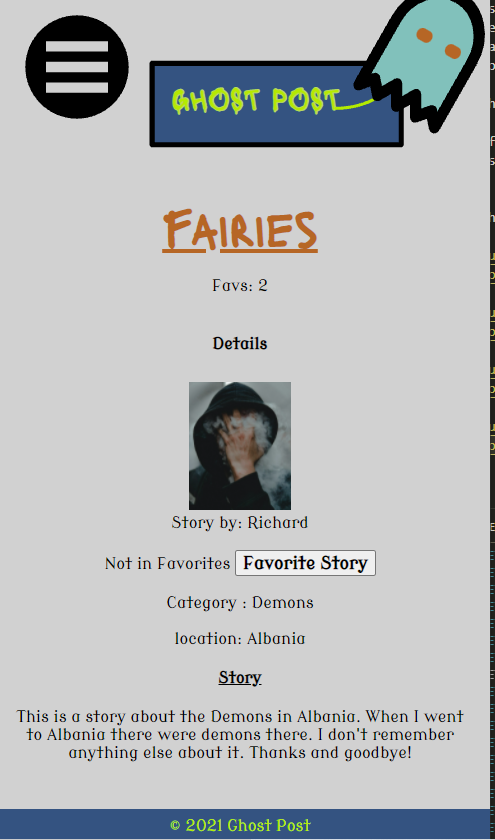 GHOST POST
FAIRIES
Favs: 2
Details
Story by: Richard
Not in Favorites Favorite Story
Category : Demons
location: Albania
Story
This is a story about the Demons in Albania. When I went
to Albania there were demons there. I don't remember
anything else about it. Thanks and goodbye!
© 2021 Ghost Post